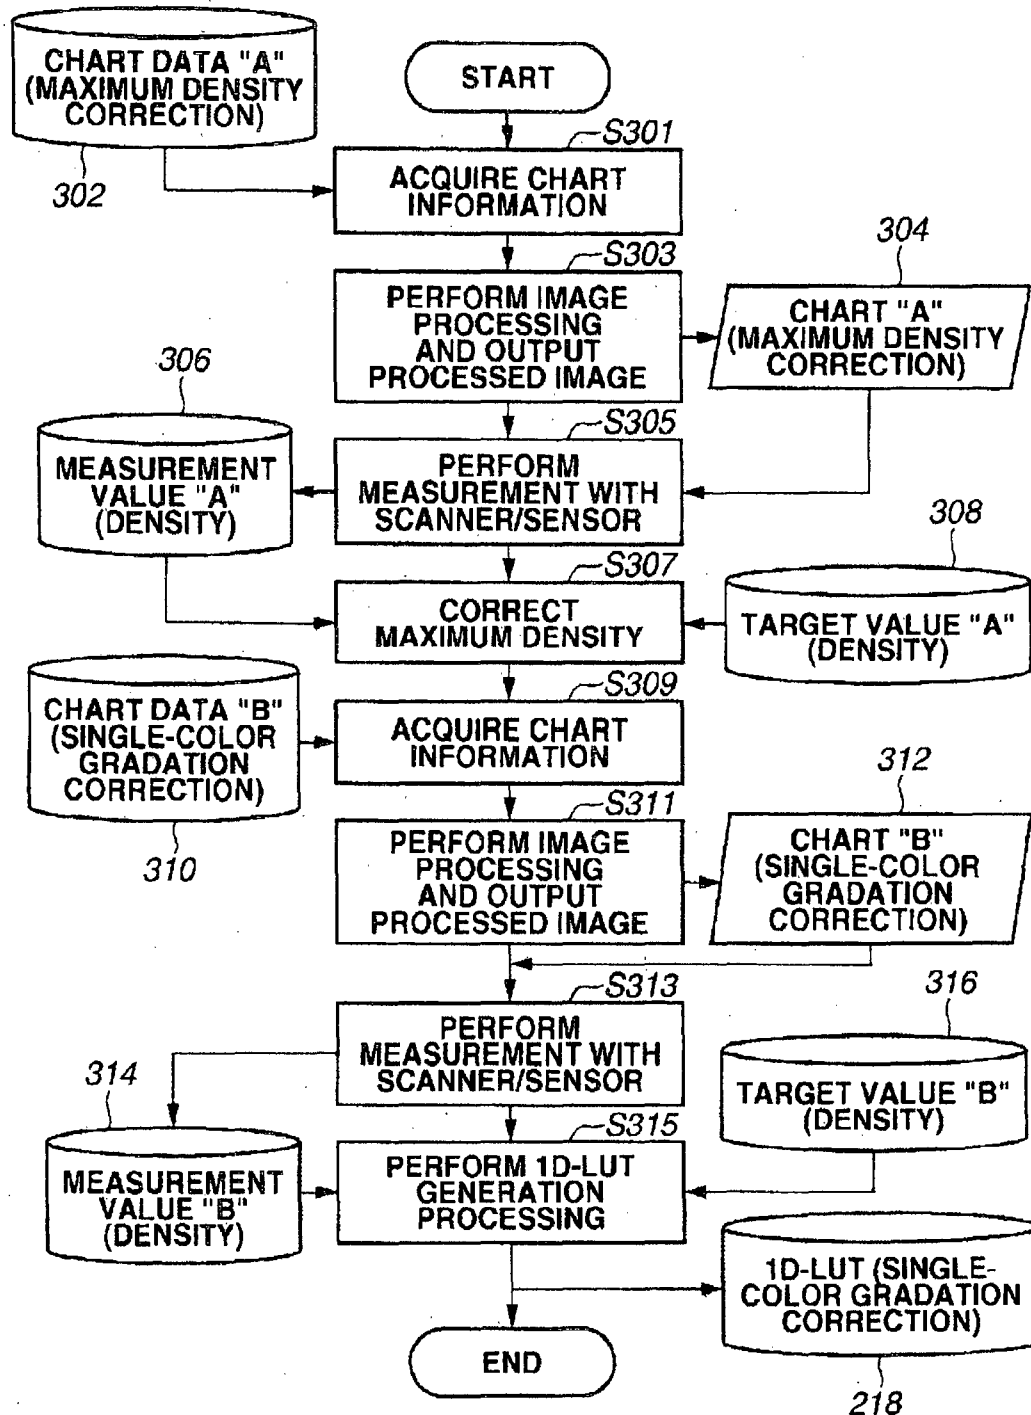 CHART DATA "A"
(MAXIMUM DENSITY
CORRECTION)
302
START
S301
ACQUIRE CHART
INFORMATION
S303
PERFORM IMAGE
PROCESSING
AND OUTPUT
PROCESSED IMAGE
304
CHART "A"
(MAXIMUM DENSITY
CORRECTION)
306
MEASUREMENT
VALUE "A"
(DENSITY)
S305
PERFORM
MEASUREMENT WITH
SCANNER/SENSOR
308
TARGET VALUE "A"
(DENSITY)
S307
CORRECT
MAXIMUM DENSITY
CHART DATA "B"
(SINGLE-COLOR
GRADATION
CORRECTION)
310
S309
ACQUIRE CHART
INFORMATION
S311
PERFORM IMAGE
PROCESSING
AND OUTPUT
PROCESSED IMAGE
312
CHART "B"
(SINGLE-COLOR
GRADATION
CORRECTION)
S313
PERFORM
MEASUREMENT WITH
SCANNER/SENSOR
314
MEASUREMENT
VALUE "B"
(DENSITY)
316
TARGET VALUE "B"
(DENSITY)
S315
PERFORM 1D-LUT
GENERATION
PROCESSING
1D-LUT (SINGLE-
COLOR GRADATION
CORRECTION)
218
END